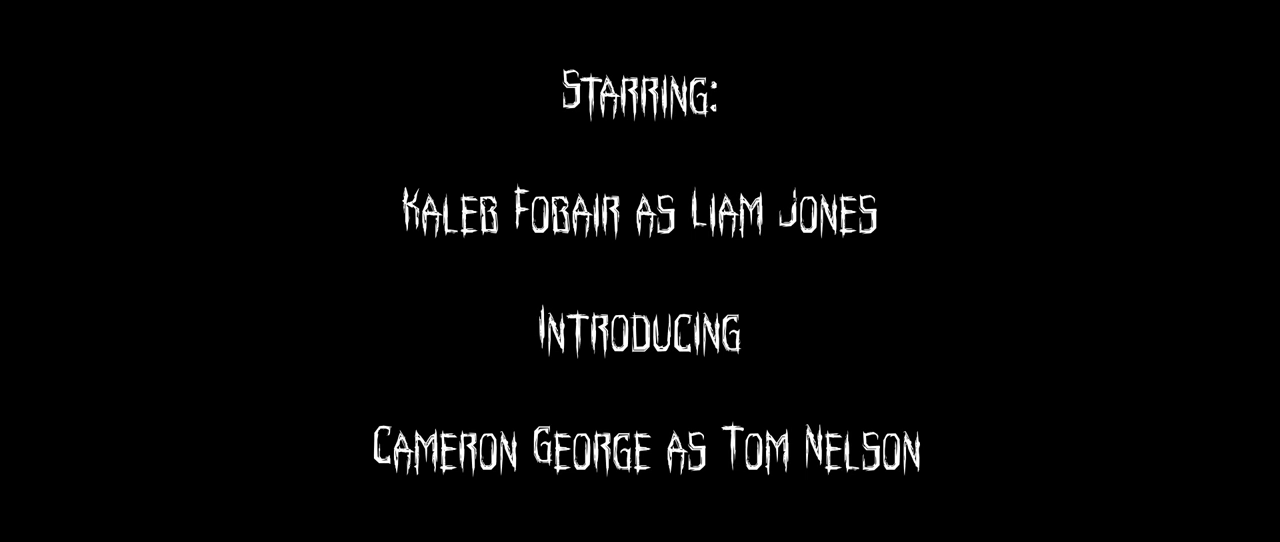 Starring:
Kaleb Fobair as Liam Jones
Introducing
Cameron George as Tom Nelson